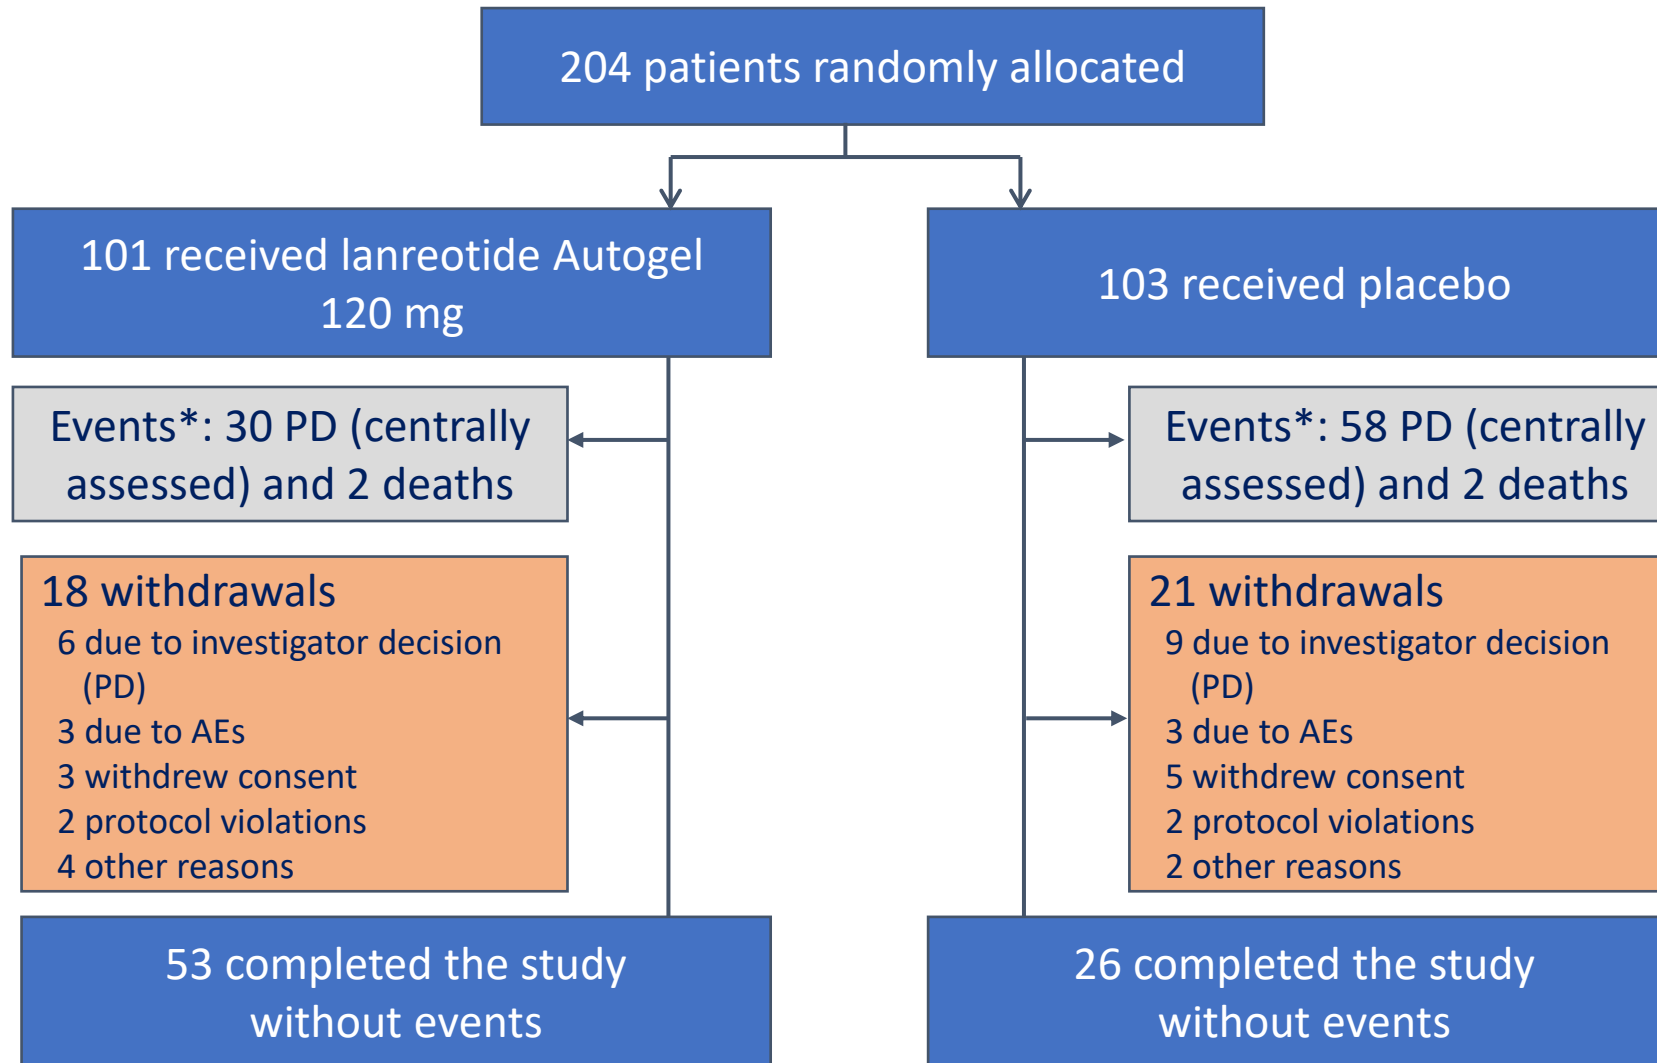 204 patients randomly allocated
101 received lanreotide Autogel
120 mg
103 received placebo
Events*: 30 PD (centrally
assessed) and 2 deaths
Events*: 58 PD (centrally
assessed) and 2 deaths
18 withdrawals
6 due to investigator decision
(PD)
3 due to AEs
3 withdrew consent
2 protocol violations
4 other reasons
21 withdrawals
9 due to investigator decision
(PD)
3 due to AEs
5 withdrew consent
2 protocol violations
2 other reasons
53 completed the study
without events
26 completed the study
without events